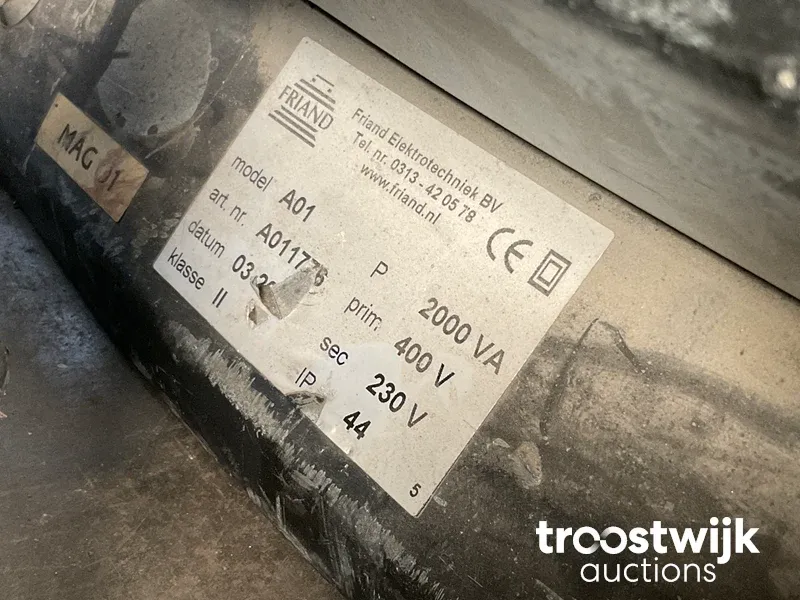 MAG 01
FRIAND
Friand Elektrotechniek BV
Tel. nr. 0313 - 42 05 78
www.friand.nl
model A01
art. nr. A011776
datum 03
klasse II
P 2000 VA
prim 400 V
sec 230 V
IP 44
CE
5
troostwijk
auctions